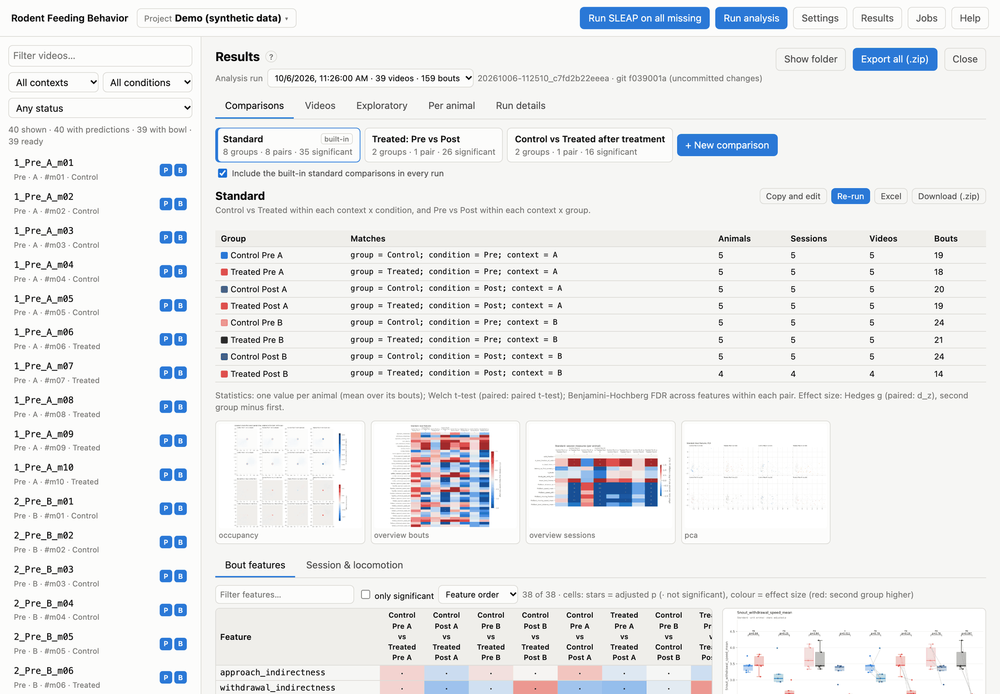 Rodent Feeding Behavior
Project Demo (synthetic data) ▾
Run SLEAP on all missing
Run analysis
Settings
Results
Jobs
Help
Filter videos...
All contexts
All conditions
Any status
40 shown · 40 with predictions · 39 with bowl ·
39 ready
1_Pre_A_m01
P B
Pre · A · #m01 · Control
1_Pre_A_m02
P B
Pre · A · #m02 · Control
1_Pre_A_m03
P B
Pre · A · #m03 · Control
1_Pre_A_m04
P B
Pre · A · #m04 · Control
1_Pre_A_m05
P B
Pre · A · #m05 · Control
1_Pre_A_m06
P B
Pre · A · #m06 · Treated
1_Pre_A_m07
P B
Pre · A · #m07 · Treated
1_Pre_A_m08
P B
Pre · A · #m08 · Treated
1_Pre_A_m09
P B
Pre · A · #m09 · Treated
1_Pre_A_m10
P B
Pre · A · #m10 · Treated
2_Pre_B_m01
P B
Pre · B · #m01 · Control
2_Pre_B_m02
P B
Pre · B · #m02 · Control
2_Pre_B_m03
P B
Pre · B · #m03 · Control
2_Pre_B_m04
P B
Pre · B · #m04 · Control
2_Pre_B_m05
P B
Pre · B · #m05 · Control
2_Pre_B_m06
P B
Pre · B · #m06 · Treated
Results ?
Show folder
Export all (.zip)
Close
Analysis run 10/6/2026, 11:26:00 AM · 39 videos · 159 bouts 20261006-112510_c7fd2b22eeea · git f039001a (uncommitted changes)
Comparisons
Videos
Exploratory
Per animal
Run details
Standard built-in
8 groups · 8 pairs · 35 significant
Treated: Pre vs Post
2 groups · 1 pair · 26 significant
Control vs Treated after treatment
2 groups · 1 pair · 16 significant
+ New comparison
Include the built-in standard comparisons in every run
Standard
Copy and edit
Re-run
Excel
Download (.zip)
Control vs Treated within each context x condition, and Pre vs Post within each context x group.
Group Matches Animals Sessions Videos Bouts
Control Pre A group = Control; condition = Pre; context = A 5 5 5 19
Treated Pre A group = Treated; condition = Pre; context = A 5 5 5 18
Control Post A group = Control; condition = Post; context = A 5 5 5 20
Treated Post A group = Treated; condition = Post; context = A 5 5 5 19
Control Pre B group = Control; condition = Pre; context = B 5 5 5 24
Treated Pre B group = Treated; condition = Pre; context = B 5 5 5 21
Control Post B group = Control; condition = Post; context = B 5 5 5 24
Treated Post B group = Treated; condition = Post; context = B 4 4 4 14
Statistics: one value per animal (mean over its bouts); Welch t-test (paired: paired t-test); Benjamini-Hochberg FDR across features within each pair. Effect size: Hedges g (paired: d_z), second
group minus first.
occupancy
overview bouts
Standard: session measures (per animal)
overview sessions
pca
Bout features
Session & locomotion
Filter features...
only significant
Feature order
38 of 38 · cells: stars = adjusted p (· not significant), colour = effect size (red: second group higher)
Feature
Control Pre A vs Treated Pre A
Control Post A vs Treated Post A
Control Pre B vs Treated Pre B
Control Post B vs Treated Post B
Control Pre A vs Control Post A
Treated Pre A vs Treated Post A
Control Pre B vs Control Post B
approach_indirectness · · · · · · ·
withdrawal_indirectness · · · · · · ·
Snout_withdrawal_speed_mean
Standard · unit: animal · stars: adjusted p
Snout_withdrawal_speed_mean
4.5
4.0
3.5
3.0